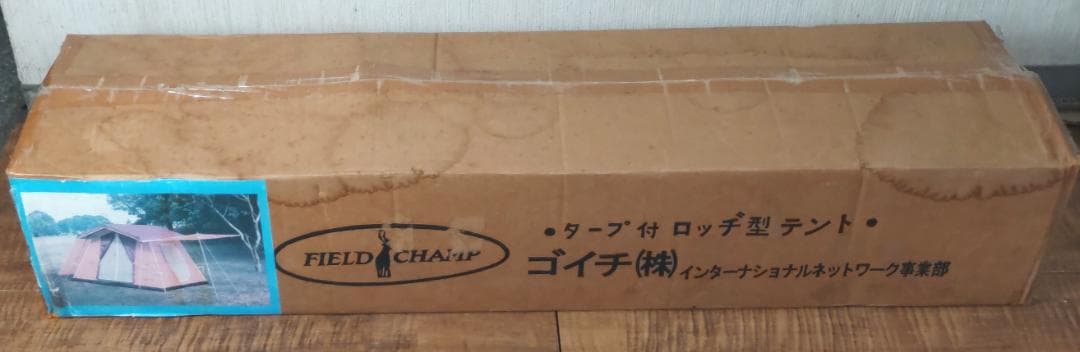 FIELD CHAMP
•タープ付 ロッヂ型 テント•
ゴイチ(株)インターナショナルネットワーク事業部